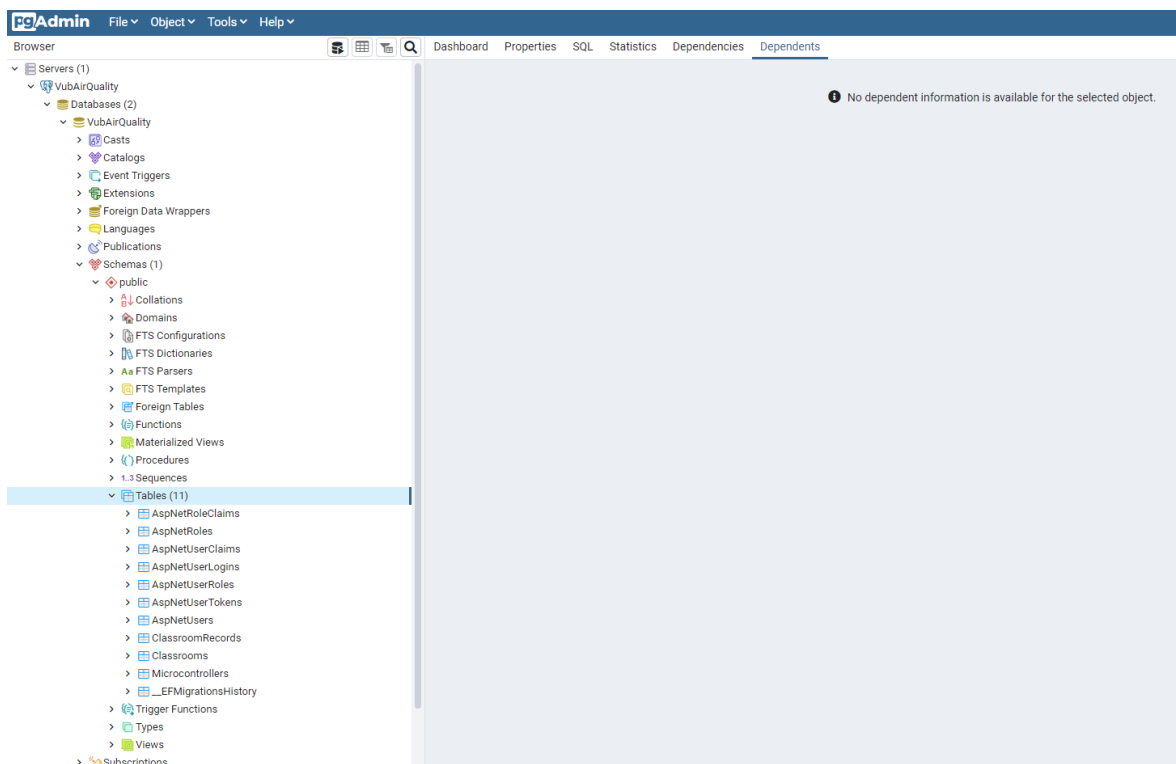 pgAdmin File Object Tools Help
Browser
Dashboard Properties SQL Statistics Dependencies Dependents
Servers (1)
VubAirQuality
Databases (2)
VubAirQuality
Casts
Catalogs
Event Triggers
Extensions
Foreign Data Wrappers
Languages
Publications
Schemas (1)
public
Collations
Domains
FTS Configurations
FTS Dictionaries
Aa FTS Parsers
FTS Templates
Foreign Tables
Functions
Materialized Views
Procedures
1..3 Sequences
Tables (11)
AspNetRoleClaims
AspNetRoles
AspNetUserClaims
AspNetUserLogins
AspNetUserRoles
AspNetUserTokens
AspNetUsers
ClassroomRecords
Classrooms
Microcontrollers
__EFMigrationsHistory
Trigger Functions
Types
Views
Subscriptions
No dependent information is available for the selected object.